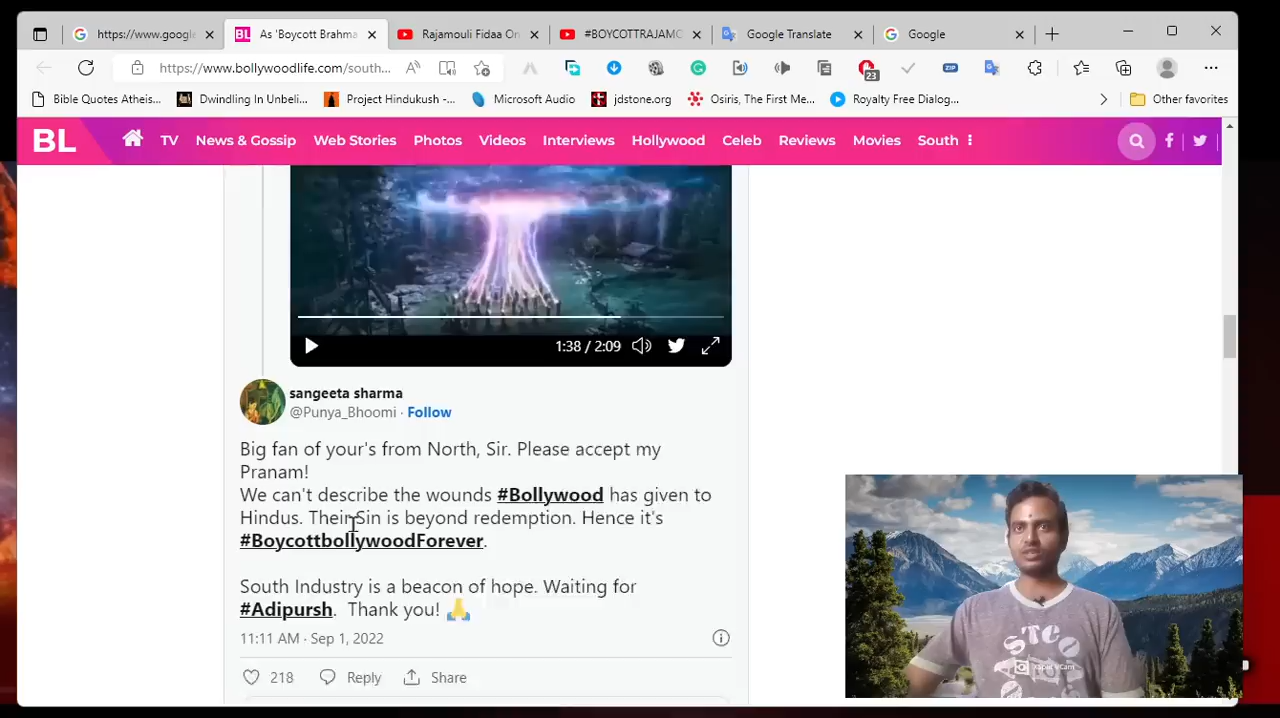 https://www.google
As 'Boycott Brahma
Rajamouli Fidaa On
#BOYCOTTRAJAMO
Google Translate
Google
https://www.bollywoodlife.com/south...
23
ZIP
Bible Quotes Atheis...
Dwindling In Unbeli...
Project Hindukush -...
Microsoft Audio
jdstone.org
Osiris, The First Me...
Royalty Free Dialog...
Other favorites
BL
TV
News & Gossip
Web Stories
Photos
Videos
Interviews
Hollywood
Celeb
Reviews
Movies
South
1:38 / 2:09
sangeeta sharma
@Punya_Bhoomi · Follow
Big fan of your's from North, Sir. Please accept my
Pranam!
We can't describe the wounds #Bollywood has given to
Hindus. Their Sin is beyond redemption. Hence it's
#BoycottbollywoodForever.
South Industry is a beacon of hope. Waiting for
#Adipursh. Thank you! 🙏
11:11 AM · Sep 1, 2022
218
Reply
Share